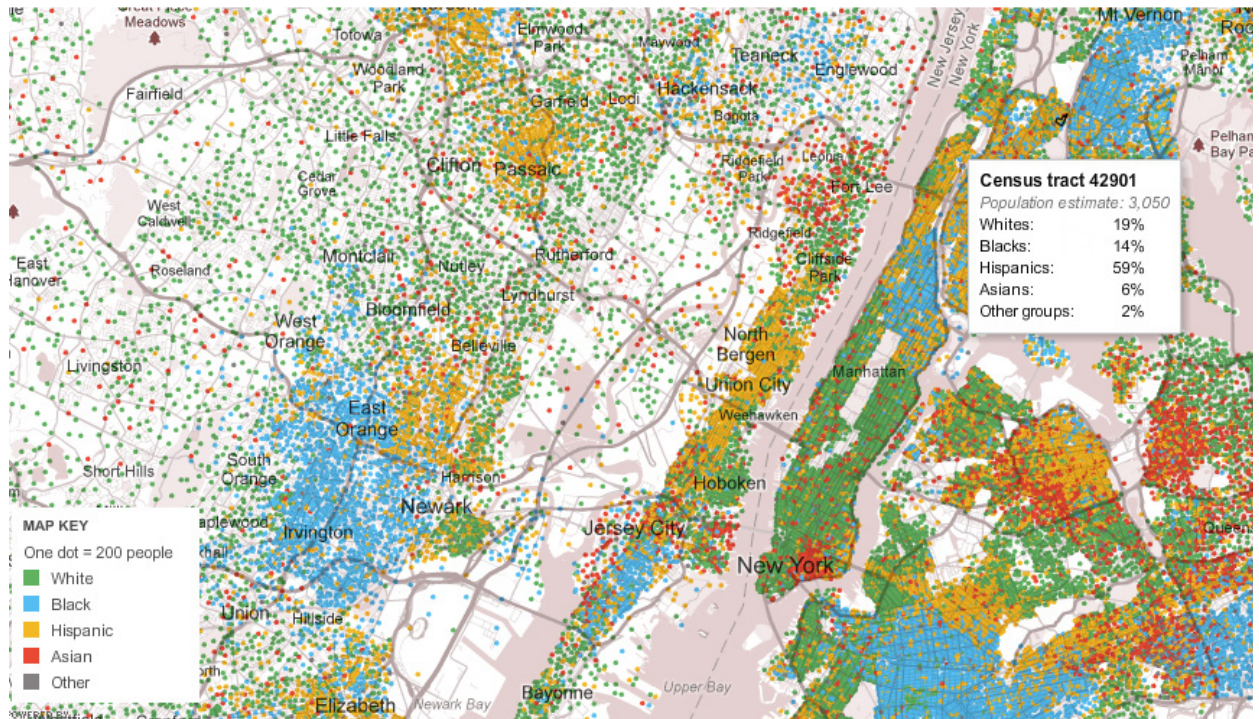 Great Piece
Meadows
Totowa
Elmwood
Park
Maywood
Teaneck
New Jersey
New York
Mt Vernon
Woodland
Park
Englewood
Pelham
Manor
Fairfield
Garfield
Lodi
Hackensack
Bogota
Little Falls
Clifton
Passaic
Leonia
Pelham
Bay Pa
Cedar
Grove
Ridgefield
Park
Fort Lee
West
Caldwell
Ridgefield
Montclair
Nutley
Rutherford
Cliffside
Park
East
Hanover
Roseland
Lyndhurst
Bloomfield
West
Orange
Belleville
North
Bergen
Livingston
Union City
Manhattan
East
Orange
Weehawken
Short Hills
South
Orange
Harrison
Hoboken
Newark
Jersey City
Irvington
New York
Queens
Union
Hillside
Bayonne
Upper Bay
Elizabeth
Newark Bay
Census tract 42901
Population estimate: 3,050
Whites: 19%
Blacks: 14%
Hispanics: 59%
Asians: 6%
Other groups: 2%
MAP KEY
One dot = 200 people
White
Black
Hispanic
Asian
Other